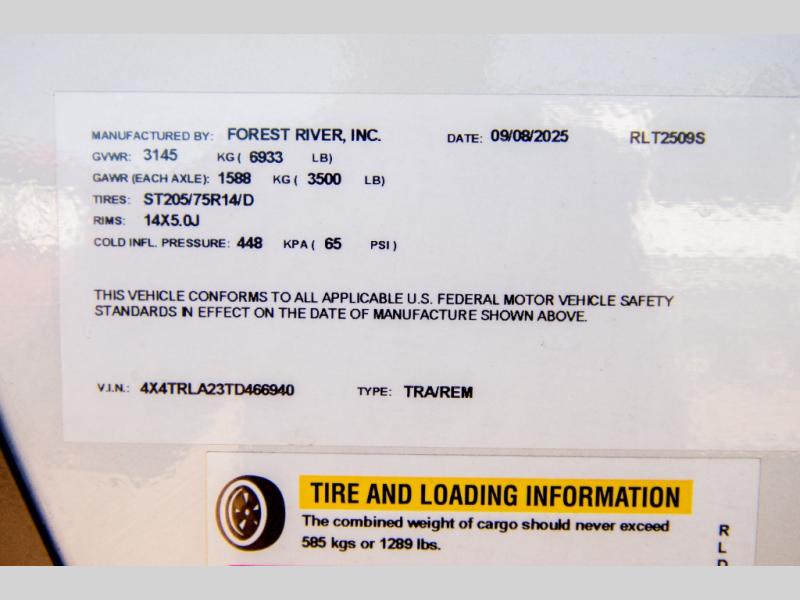 MANUFACTURED BY: FOREST RIVER, INC. DATE: 09/08/2025 RLT2509S
GVWR: 3145 KG ( 6933 LB)
GAWR (EACH AXLE): 1588 KG ( 3500 LB)
TIRES: ST205/75R14/D
RIMS: 14X5.0J
COLD INFL. PRESSURE: 448 KPA ( 65 PSI )
THIS VEHICLE CONFORMS TO ALL APPLICABLE U.S. FEDERAL MOTOR VEHICLE SAFETY
STANDARDS IN EFFECT ON THE DATE OF MANUFACTURE SHOWN ABOVE.
V.I.N.: 4X4TRLA23TD466940 TYPE: TRA/REM
TIRE AND LOADING INFORMATION
The combined weight of cargo should never exceed
585 kgs or 1289 lbs.
R
L
D